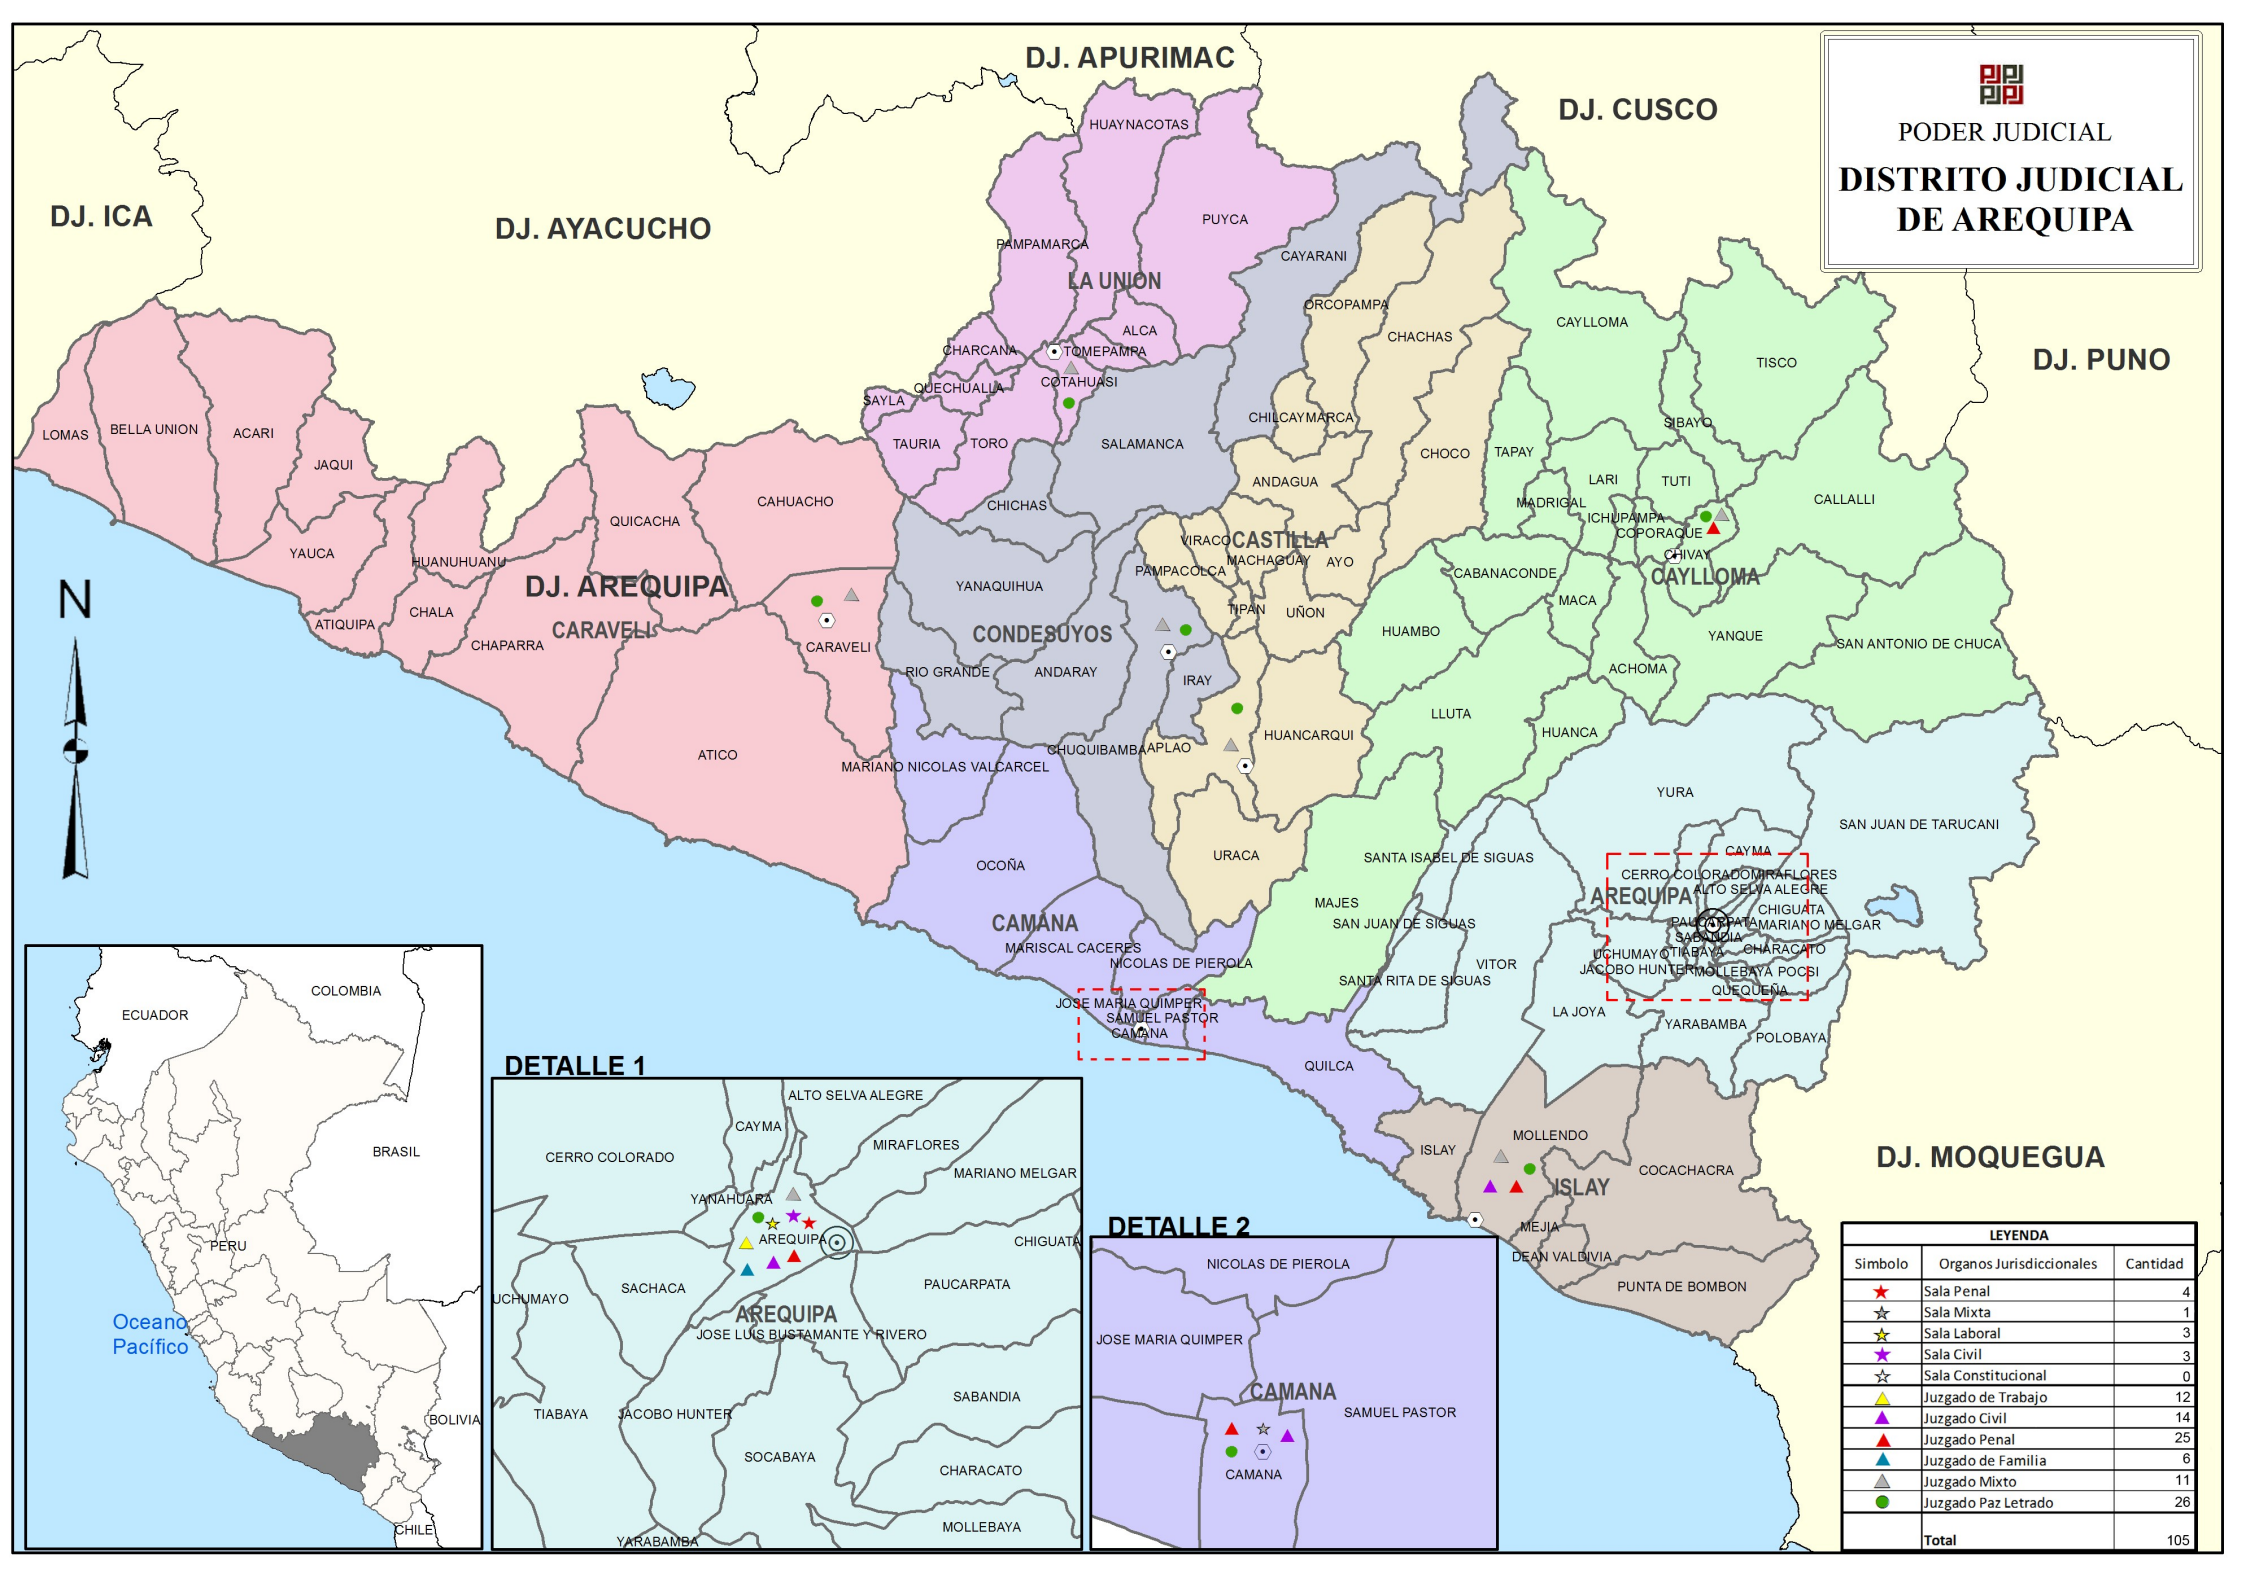 DJ. APURIMAC
DJ. CUSCO
DJ. ICA
DJ. AYACUCHO
DJ. PUNO
DJ. MOQUEGUA
DJ. AREQUIPA
PJPJ
PJPJ
PODER JUDICIAL
DISTRITO JUDICIAL
DE AREQUIPA
HUAYNACOTAS
PUYCA
PAMPAMARCA
LA UNION
ALCA
CHARCANA
TOMEPAMPA
COTAHUASI
QUECHUALLA
SAYLA
TAURIA
TORO
CAYARANI
ORCOPAMPA
CHACHAS
CHILCAYMARCA
CHOCO
ANDAGUA
SALAMANCA
CHICHAS
VIRACO
CASTILLA
MACHAGUAY
AYO
PAMPACOLCA
TIPAN
UÑON
YANAQUIHUA
CONDESUYOS
RIO GRANDE
ANDARAY
IRAY
CHUQUIBAMBA
APLAO
HUANCARQUI
URACA
CAYLLOMA
TISCO
SIBAYO
TAPAY
LARI
TUTI
CALLALLI
MADRIGAL
ICHUPAMPA
COPORAQUE
CHIVAY
CAYLLOMA
CABANACONDE
MACA
HUAMBO
YANQUE
SAN ANTONIO DE CHUCA
ACHOMA
LLUTA
HUANCA
MAJES
LOMAS
BELLA UNION
ACARI
JAQUI
YAUCA
HUANUHUANU
QUICACHA
CAHUACHO
ATIQUIPA
CHALA
CHAPARRA
CARAVELI
CARAVELI
ATICO
MARIANO NICOLAS VALCARCEL
OCOÑA
CAMANA
MARISCAL CACERES
NICOLAS DE PIEROLA
JOSE MARIA QUIMPER
SAMUEL PASTOR
CAMANA
QUILCA
YURA
SAN JUAN DE TARUCANI
SANTA ISABEL DE SIGUAS
SAN JUAN DE SIGUAS
SANTA RITA DE SIGUAS
VITOR
LA JOYA
CAYMA
CERRO COLORADO
MIRAFLORES
AREQUIPA
ALTO SELVA ALEGRE
CHIGUATA
PAUCARPATA
MARIANO MELGAR
SABANDIA
UCHUMAYO
TIABAYA
CHARACATO
JACOBO HUNTER
MOLLEBAYA
POCSI
QUEQUEÑA
YARABAMBA
POLOBAYA
ISLAY
MOLLENDO
COCACHACRA
ISLAY
MEJIA
DEAN VALDIVIA
PUNTA DE BOMBON
N
COLOMBIA
ECUADOR
BRASIL
PERU
Oceano
Pacífico
BOLIVIA
CHILE
DETALLE 1
ALTO SELVA ALEGRE
CAYMA
MIRAFLORES
CERRO COLORADO
MARIANO MELGAR
YANAHUARA
AREQUIPA
CHIGUATA
SACHACA
PAUCARPATA
UCHUMAYO
AREQUIPA
JOSE LUIS BUSTAMANTE Y RIVERO
SABANDIA
TIABAYA
JACOBO HUNTER
SOCABAYA
CHARACATO
MOLLEBAYA
YARABAMBA
DETALLE 2
NICOLAS DE PIEROLA
JOSE MARIA QUIMPER
CAMANA
SAMUEL PASTOR
CAMANA
LEYENDA
Simbolo Organos Jurisdiccionales Cantidad
Sala Penal 4
Sala Mixta 1
Sala Laboral 3
Sala Civil 3
Sala Constitucional 0
Juzgado de Trabajo 12
Juzgado Civil 14
Juzgado Penal 25
Juzgado de Familia 6
Juzgado Mixto 11
Juzgado Paz Letrado 26
Total 105